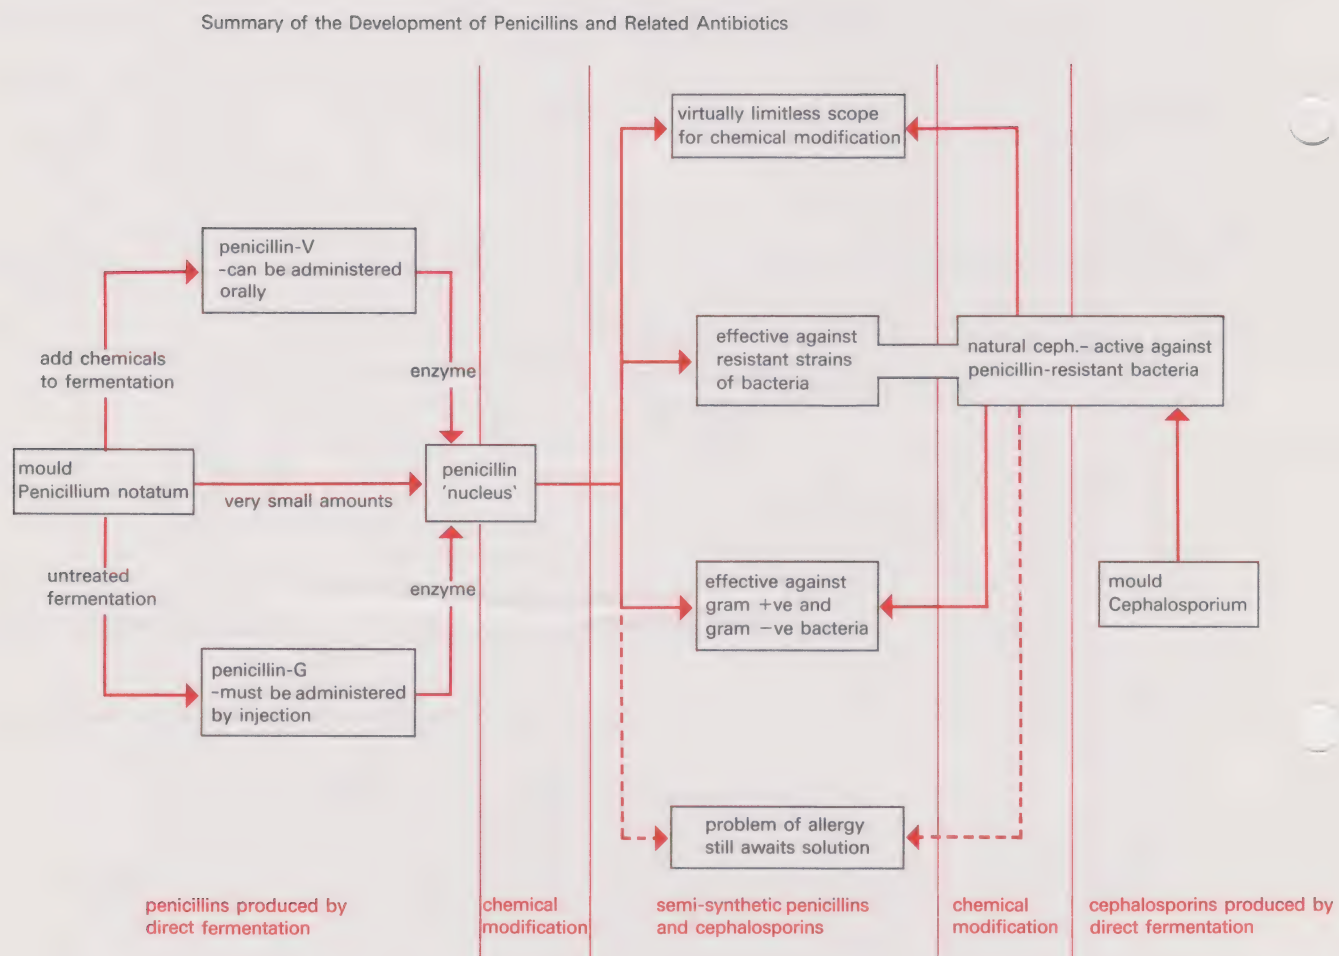 Summary of the Development of Penicillins and Related Antibiotics
virtually limitless scope
for chemical modification
penicillin-V
-can be administered
orally
add chemicals
to fermentation
enzyme
effective against
resistant strains
of bacteria
natural ceph.- active against
penicillin-resistant bacteria
mould
Penicillium notatum
very small amounts
penicillin
'nucleus'
untreated
fermentation
enzyme
effective against
gram +ve and
gram -ve bacteria
mould
Cephalosporium
penicillin-G
-must be administered
by injection
problem of allergy
still awaits solution
penicillins produced by
direct fermentation
chemical
modification
semi-synthetic penicillins
and cephalosporins
chemical
modification
cephalosporins produced by
direct fermentation